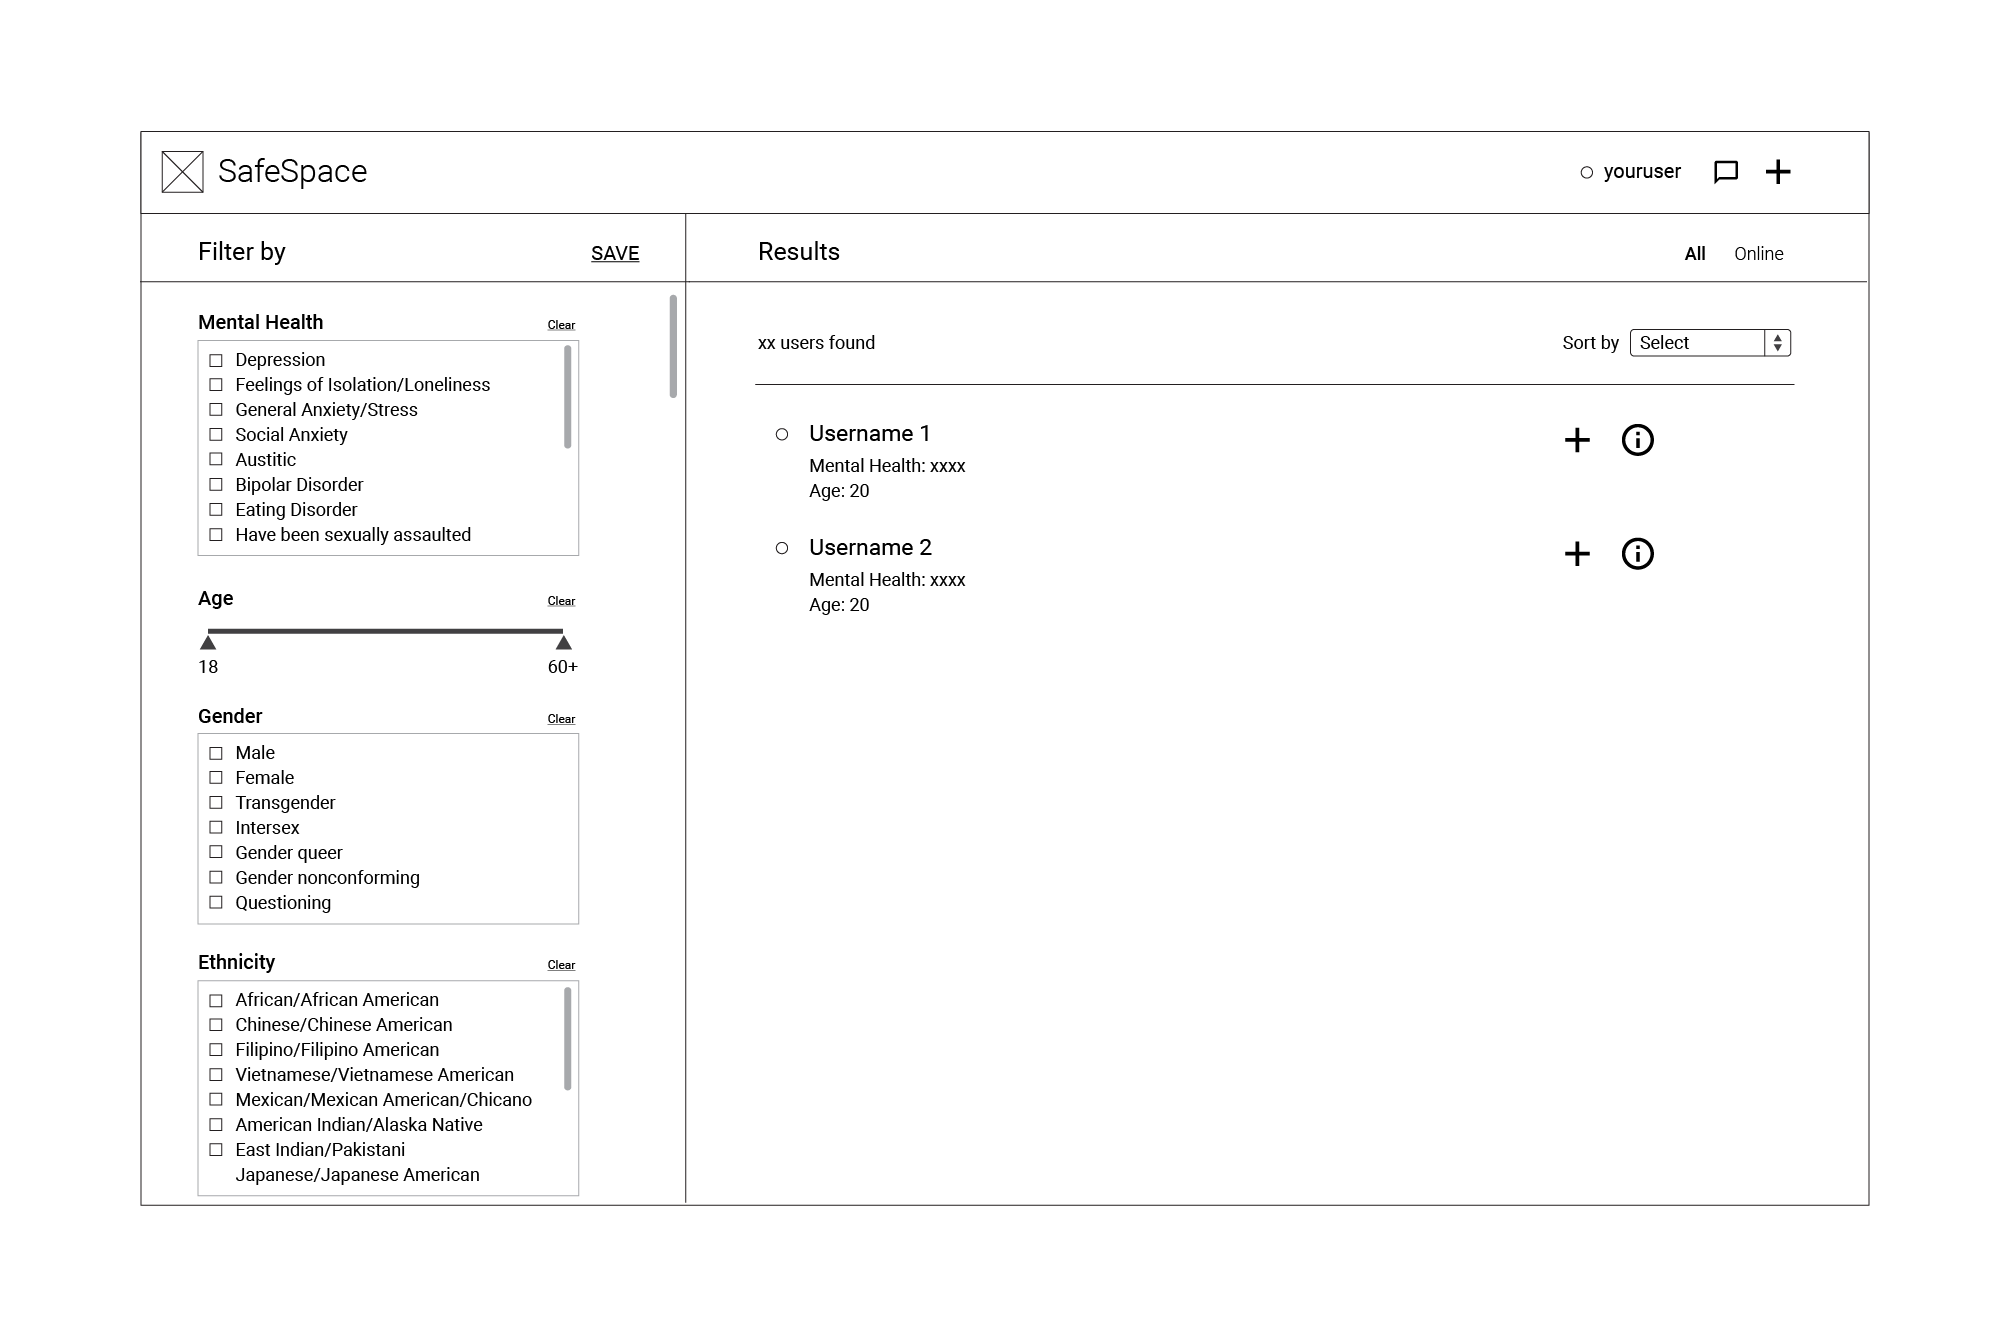 SafeSpace
youruser
Filter by
SAVE
Mental Health
Clear
Depression
Feelings of Isolation/Loneliness
General Anxiety/Stress
Social Anxiety
Austitic
Bipolar Disorder
Eating Disorder
Have been sexually assaulted
Age
Clear
18
60+
Gender
Clear
Male
Female
Transgender
Intersex
Gender queer
Gender nonconforming
Questioning
Ethnicity
Clear
African/African American
Chinese/Chinese American
Filipino/Filipino American
Vietnamese/Vietnamese American
Mexican/Mexican American/Chicano
American Indian/Alaska Native
East Indian/Pakistani
Japanese/Japanese American
Results
All
Online
xx users found
Sort by
Select
Username 1
Mental Health: xxxx
Age: 20
Username 2
Mental Health: xxxx
Age: 20